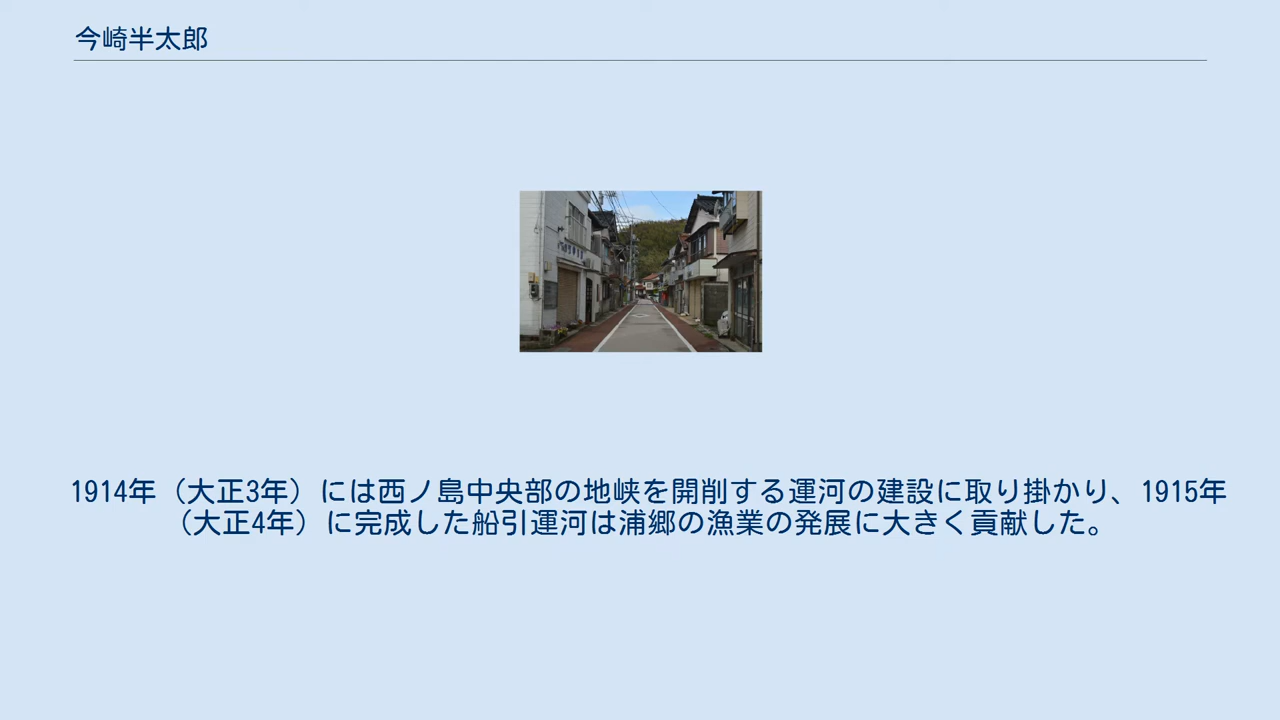 今崎半太郎
1914年（大正3年）には西ノ島中央部の地峡を開削する運河の建設に取り掛かり、1915年
（大正4年）に完成した船引運河は浦郷の漁業の発展に大きく貢献した。